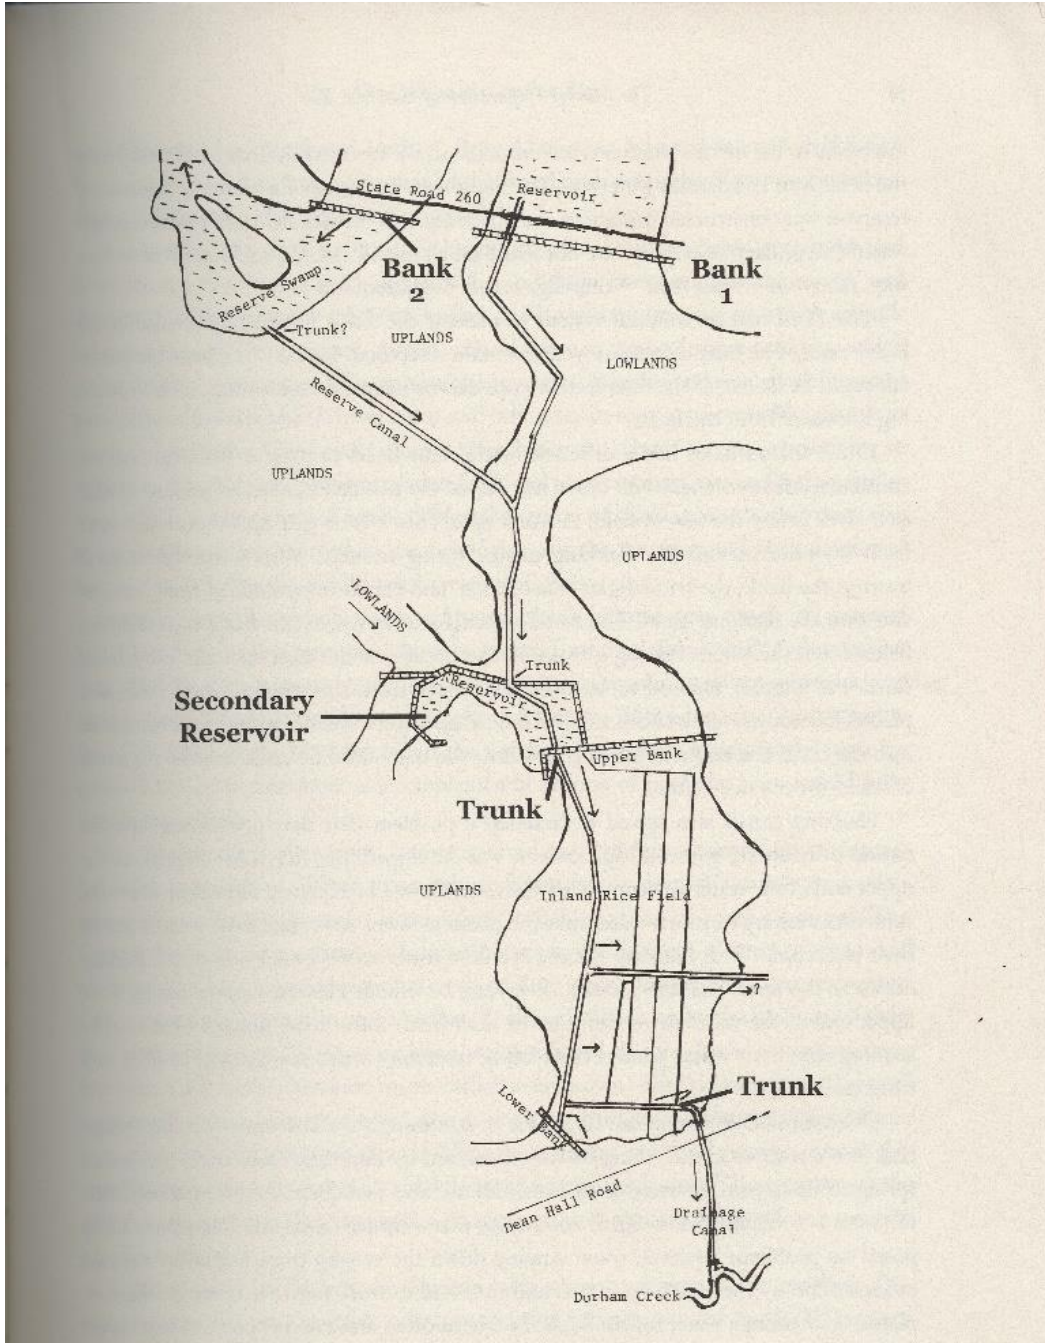 State Road 260
Reservoir
Bank
2
Bank
1
Reserve Swamp
Trunk?
UPLANDS
LOWLANDS
Reserve Canal
UPLANDS
UPLANDS
LOWLANDS
Trunk
Reservoir
Secondary
Reservoir
Upper Bank
Trunk
UPLANDS
Inland Rice Field
?
Trunk
Lower Bank
Dean Hall Road
Drainage
Canal
Durham Creek